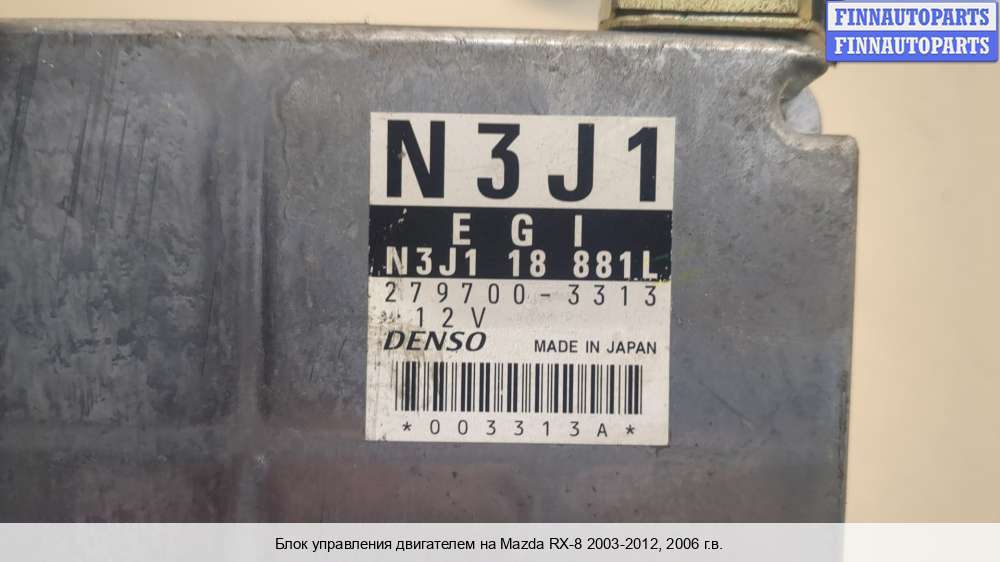 FINNAUTOPARTS
FINNAUTOPARTS
N3J1
EGI
N3J1 18 881L
279700-3313
12V
DENSO MADE IN JAPAN
*003313A*
Блок управления двигателем на Mazda RX-8 2003-2012, 2006 г.в.